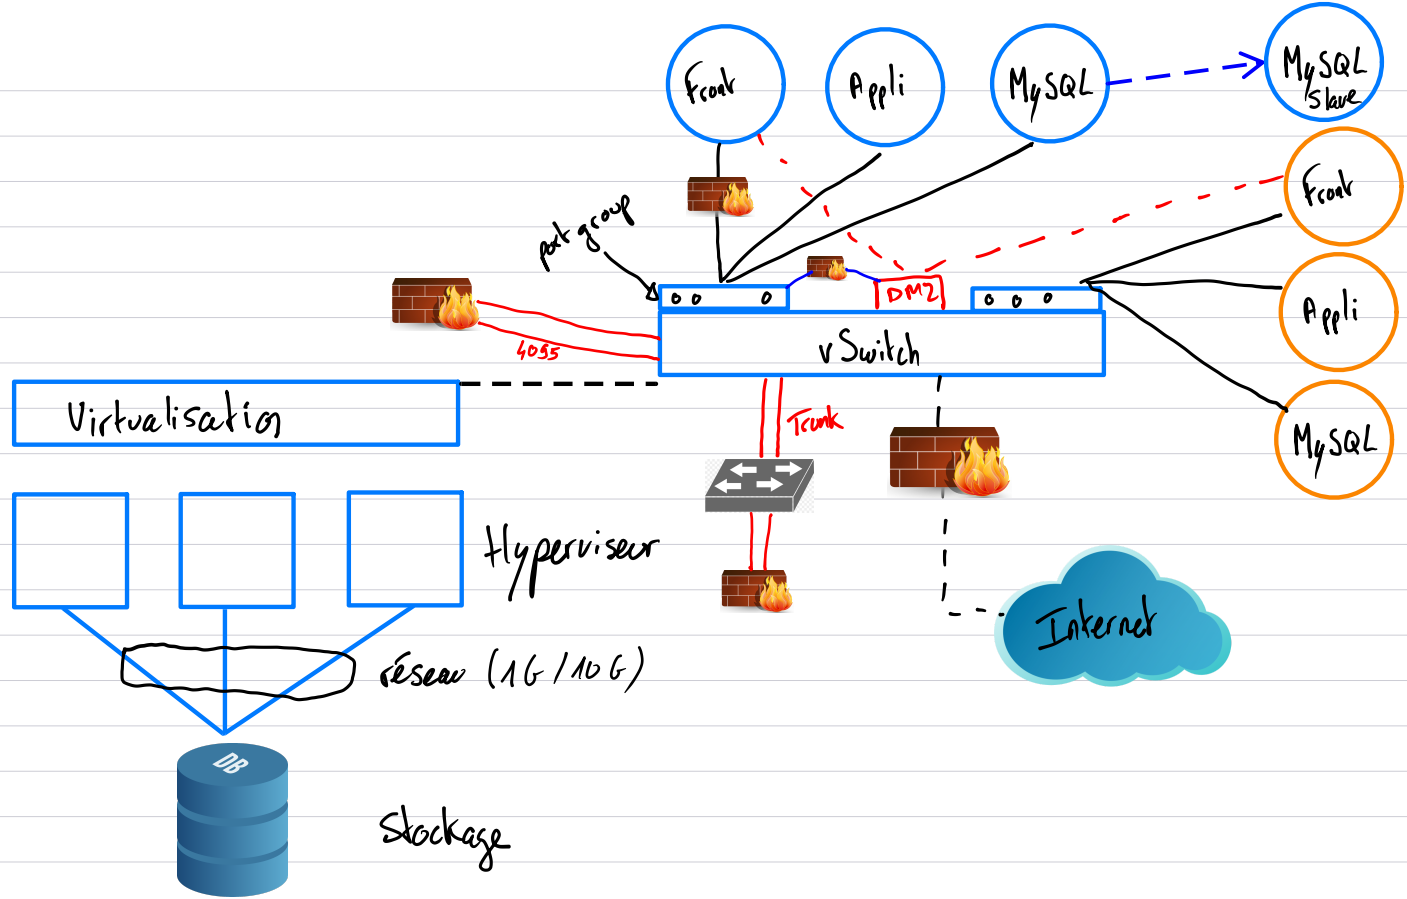 Front
Appli
MySQL
MySQL
Slave
Front
port group
DMZ
Appli
4095
vSwitch
Virtualisation
Trunk
MySQL
Hyperviseur
Internet
réseau (1G/10G)
DB
Stockage